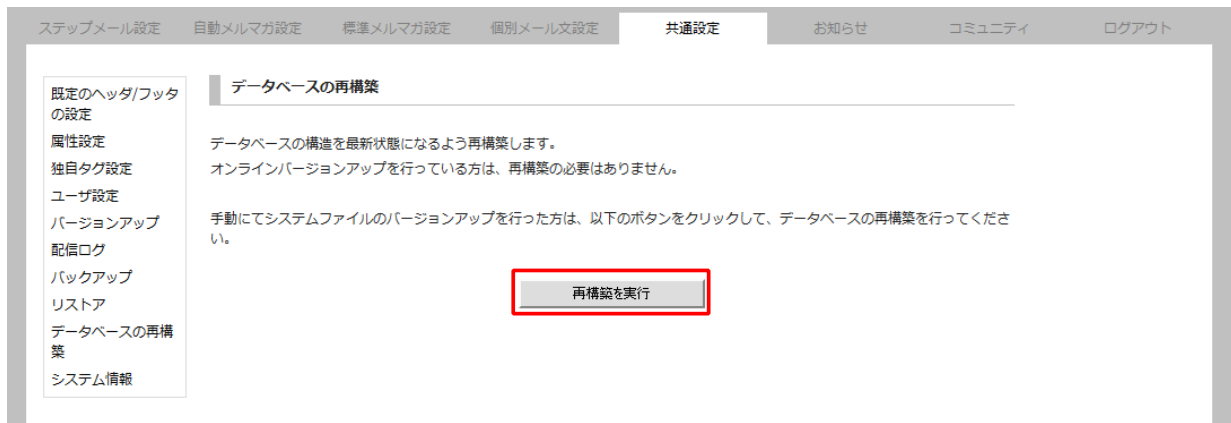 ステップメール設定 自動メルマガ設定 標準メルマガ設定 個別メール文設定 共通設定 お知らせ コミュニティ ログアウト
既定のヘッダ/フッタ
の設定
属性設定
独自タグ設定
ユーザ設定
バージョンアップ
配信ログ
バックアップ
リストア
データベースの再構
築
システム情報
データベースの再構築
データベースの構造を最新状態になるよう再構築します。
オンラインバージョンアップを行っている方は、再構築の必要はありません。
手動にてシステムファイルのバージョンアップを行った方は、以下のボタンをクリックして、データベースの再構築を行ってくださ
い。
再構築を実行